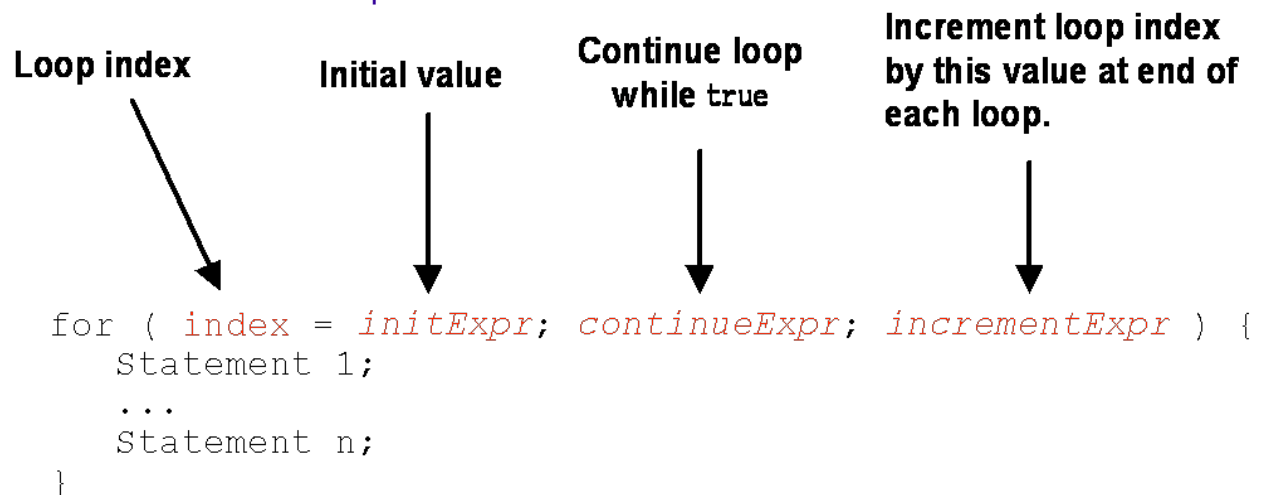 Loop index
Initial value
Continue loop
while true
Increment loop index
by this value at end of
each loop.
for ( index = initExpr; continueExpr; incrementExpr ) {
Statement 1;
...
Statement n;
}